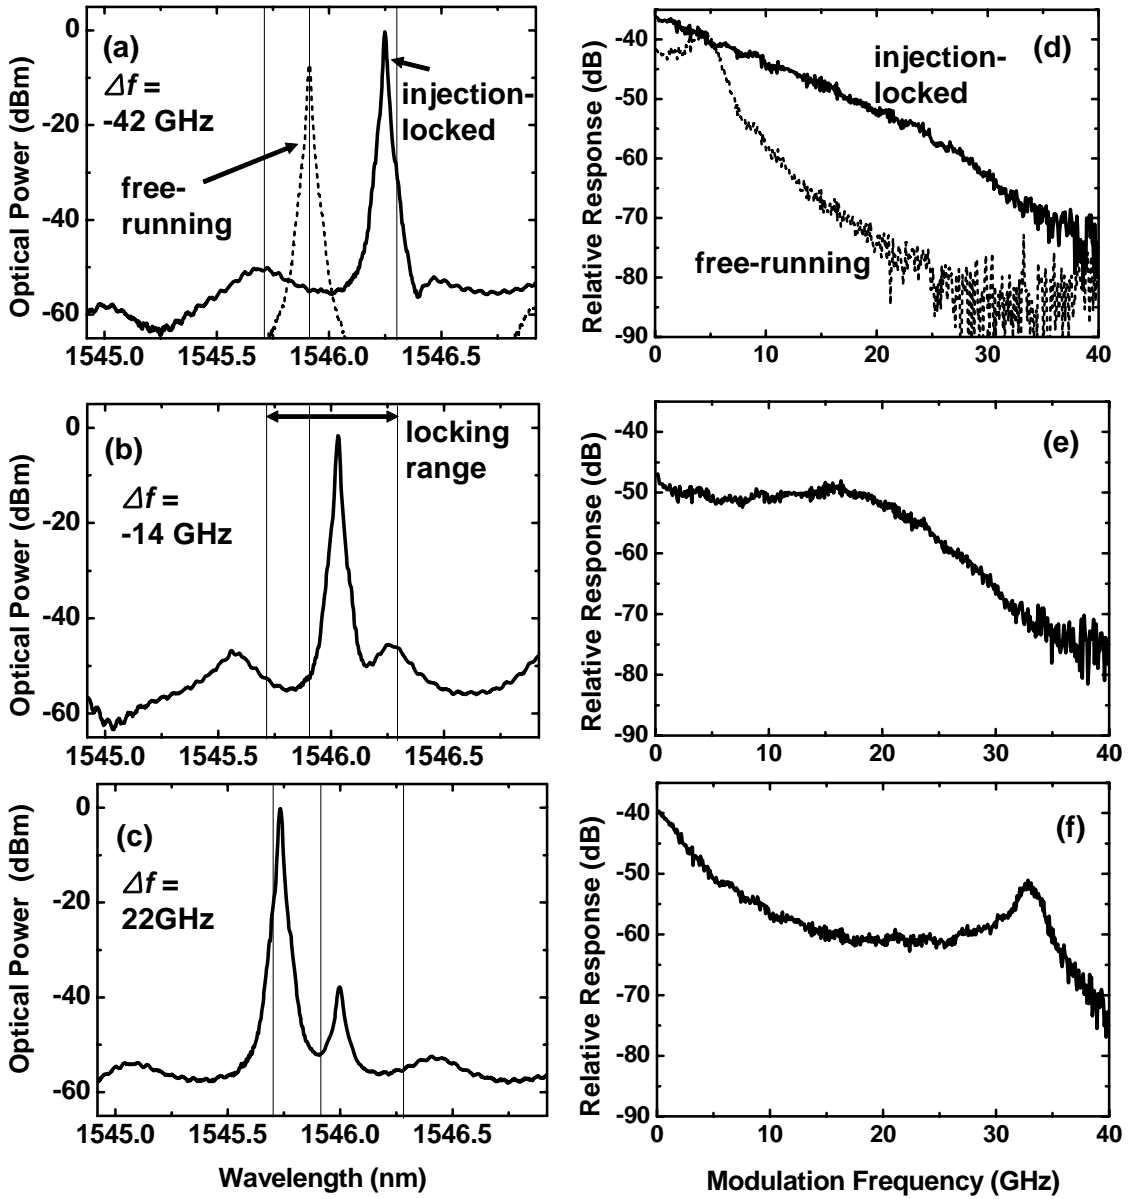 0
-20
-40
-60
Optical Power (dBm)
(a)
Δf =
-42 GHz
free-
running
injection-
locked
1545.0 1545.5 1546.0 1546.5
-40
-50
-60
-70
-80
-90
Relative Response (dB)
(d)
injection-
locked
free-running
0 10 20 30 40
0
-20
-40
-60
Optical Power (dBm)
(b)
Δf =
-14 GHz
locking
range
1545.0 1545.5 1546.0 1546.5
-40
-50
-60
-70
-80
-90
Relative Response (dB)
(e)
0 10 20 30 40
0
-20
-40
-60
Optical Power (dBm)
(c)
Δf =
22GHz
1545.0 1545.5 1546.0 1546.5
Wavelength (nm)
-40
-50
-60
-70
-80
-90
Relative Response (dB)
(f)
0 10 20 30 40
Modulation Frequency (GHz)